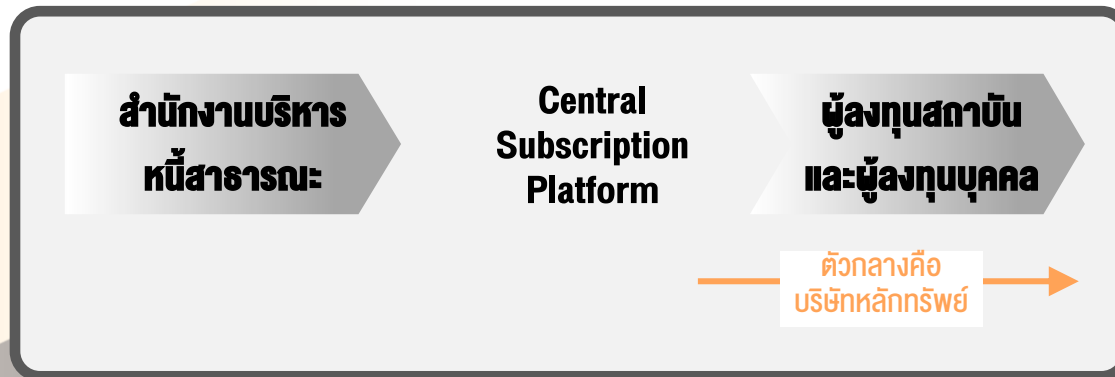 สำนักงานบริหาร
หนี้สาธารณะ
Central
Subscription
Platform
ผู้ลงทุนสถาบัน
และผู้ลงทุนบุคคล
ตัวกลางคือ
บริษัทหลักทรัพย์